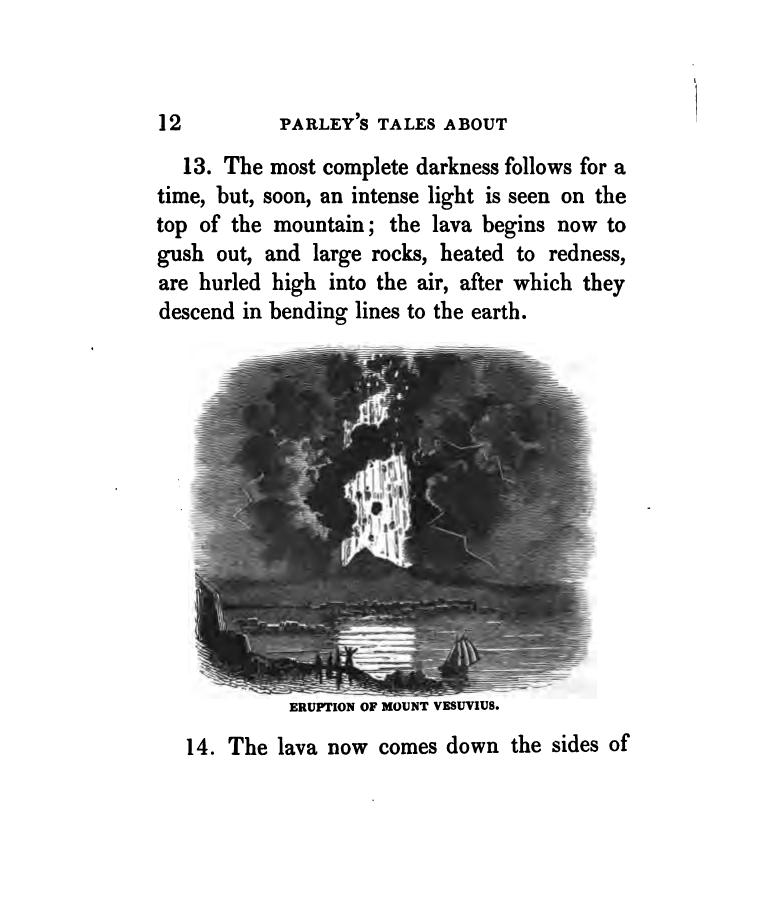 12 PARLEY'S TALES ABOUT
13. The most complete darkness follows for a
time, but, soon, an intense light is seen on the
top of the mountain; the lava begins now to
gush out, and large rocks, heated to redness,
are hurled high into the air, after which they
descend in bending lines to the earth.
ERUPTION OF MOUNT VESUVIUS.
14. The lava now comes down the sides of